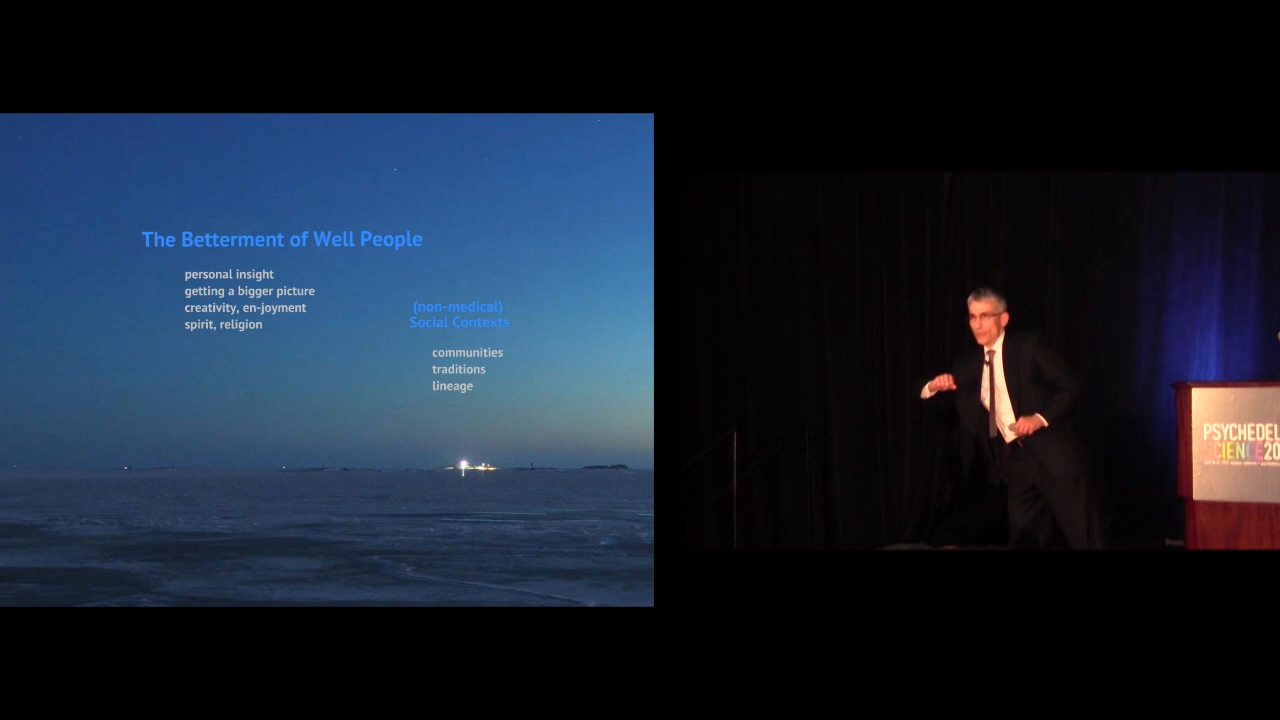 The Betterment of Well People
personal insight
getting a bigger picture
creativity, en-joyment
spirit, religion
(non-medical)
Social Contexts
communities
traditions
lineage
PSYCHEDEL
SCIENCE20